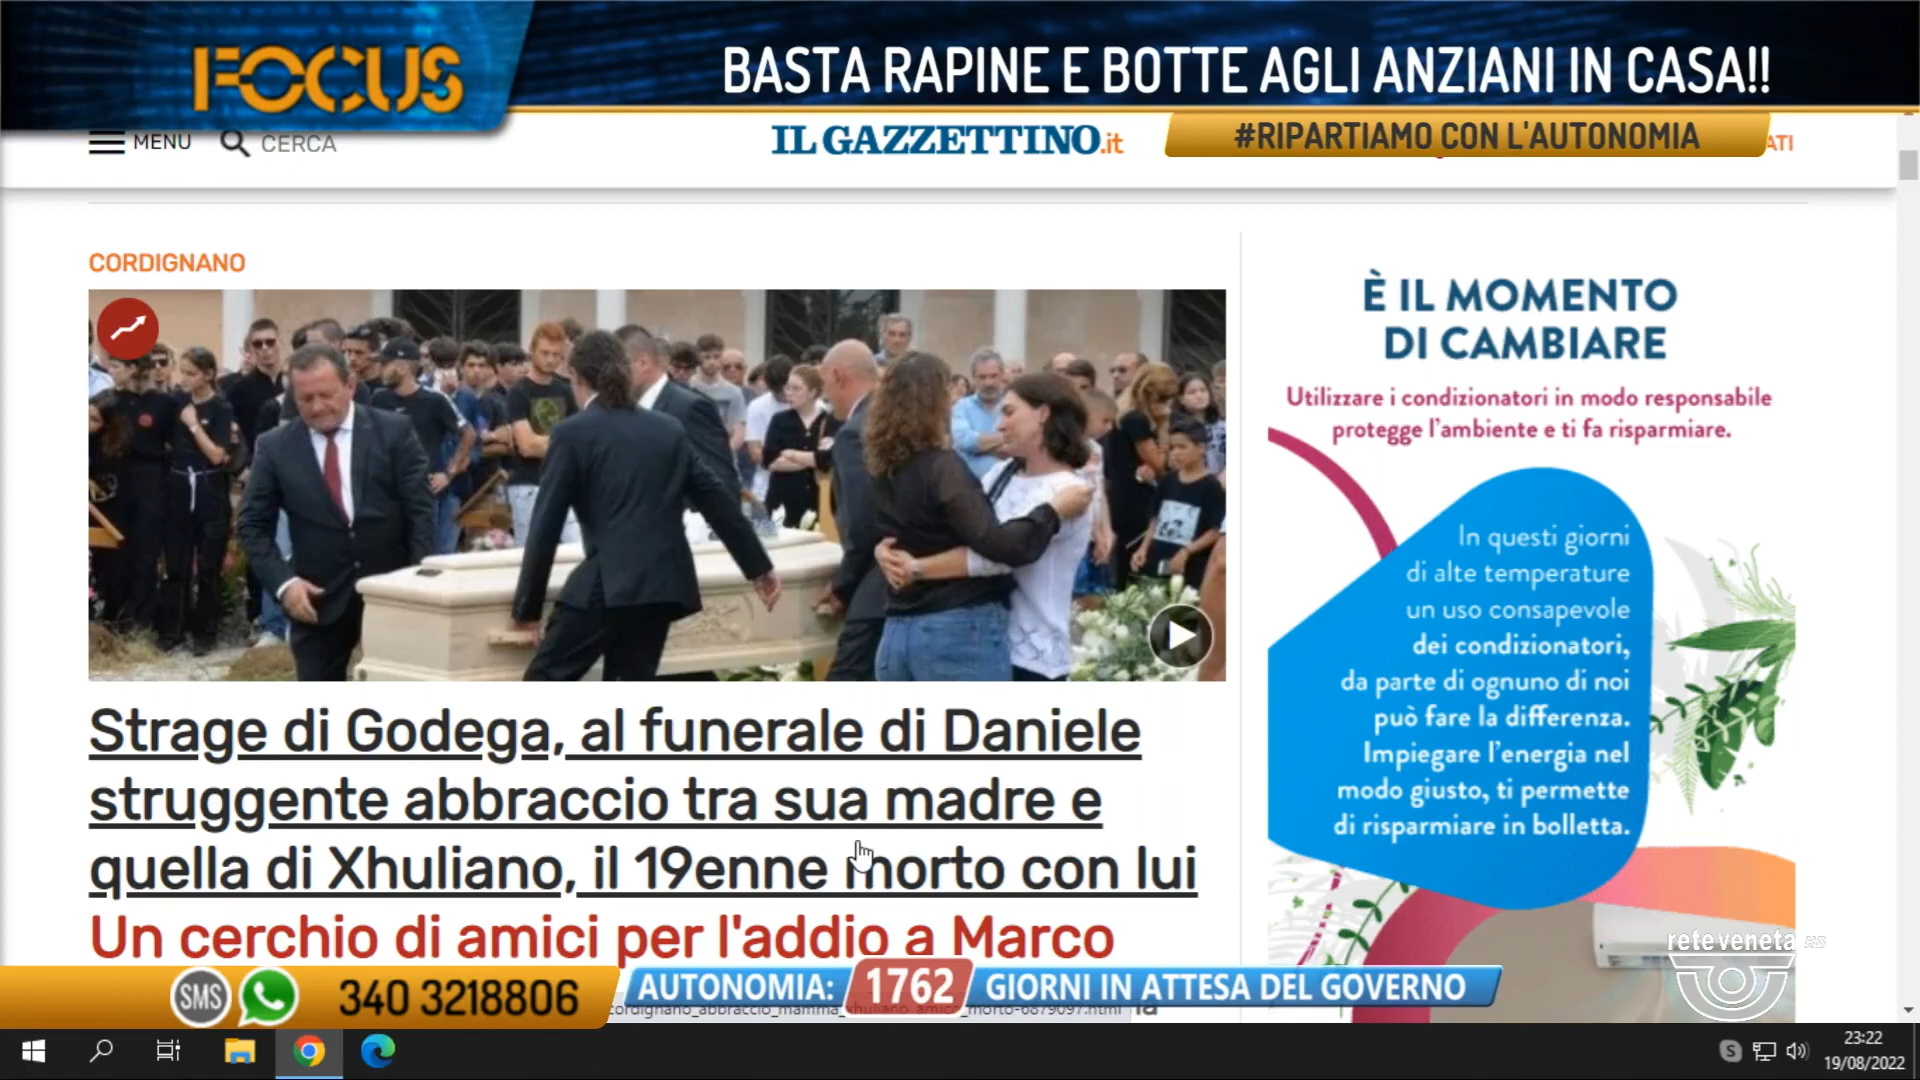 FOCUS
BASTA RAPINE E BOTTE AGLI ANZIANI IN CASA!!
MENU
CERCA
IL GAZZETTINO.it
#RIPARTIAMO CON L'AUTONOMIA
ATI
CORDIGNANO
È IL MOMENTO
DI CAMBIARE
Utilizzare i condizionatori in modo responsabile
protegge l'ambiente e ti fa risparmiare.
In questi giorni
di alte temperature
un uso consapevole
dei condizionatori,
da parte di ognuno di noi
può fare la differenza.
Impiegare l'energia nel
modo giusto, ti permette
di risparmiare in bolletta.
Strage di Godega, al funerale di Daniele
struggente abbraccio tra sua madre e
quella di Xhuliano, il 19enne morto con lui
Un cerchio di amici per l'addio a Marco
reteveneta HD
SMS
340 3218806
AUTONOMIA: 1762 GIORNI IN ATTESA DEL GOVERNO
cordignano_abbraccio_mamma_xhuliano_amico_morto-6879097.html
23:22
19/08/2022